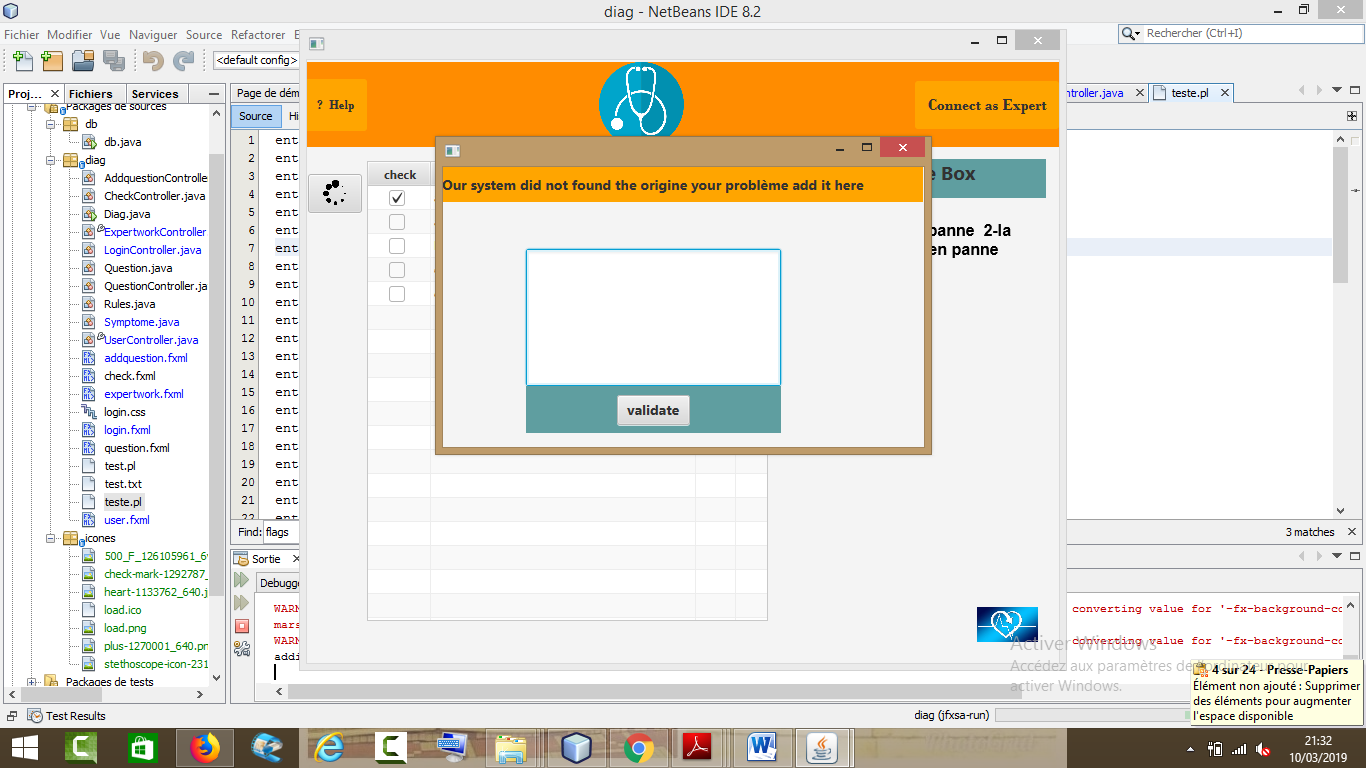 diag - NetBeans IDE 8.2
Fichier Modifier Vue Naviguer Source Refactorer
Rechercher (Ctrl+I)
<default config>
Proj...
Fichiers
Services
Page de dém
ntroller.java
teste.pl
Source
Hi
Packages de sources
db
db.java
diag
AddquestionControlle
CheckController.java
Diag.java
ExpertworkController
LoginController.java
Question.java
QuestionController.ja
Rules.java
Symptome.java
UserController.java
addquestion.fxml
check.fxml
expertwork.fxml
login.css
login.fxml
question.fxml
test.pl
test.txt
teste.pl
user.fxml
icones
500_F_126105961_6
check-mark-1292787_
heart-1133762_640.j
load.ico
load.png
plus-1270001_640.pn
stethoscope-icon-231
Packages de tests
1 ent
2 ent
3 ent
4 ent
5 ent
6 ent
7 ent
8 ent
9 ent
10 ent
11 ent
12 ent
13 ent
14 ent
15 ent
16 ent
17 ent
18 ent
19 ent
20 ent
21 ent
22 ent
Find: flags
3 matches
Sortie
Debugge
WARN
mars
WARN
addi
converting value for '-fx-background-co
converting value for '-fx-background-co
? Help
Connect as Expert
check
e Box
panne 2-la
en panne
Our system did not found the origine your problème add it here
validate
Activer Windows
Accédez aux paramètres de l'ordinateur pour
activer Windows.
4 sur 24 - Presse-Papiers
Élément non ajouté : Supprimer
des éléments pour augmenter
l'espace disponible
Test Results
diag (jfxsa-run)
21:32
10/03/2019